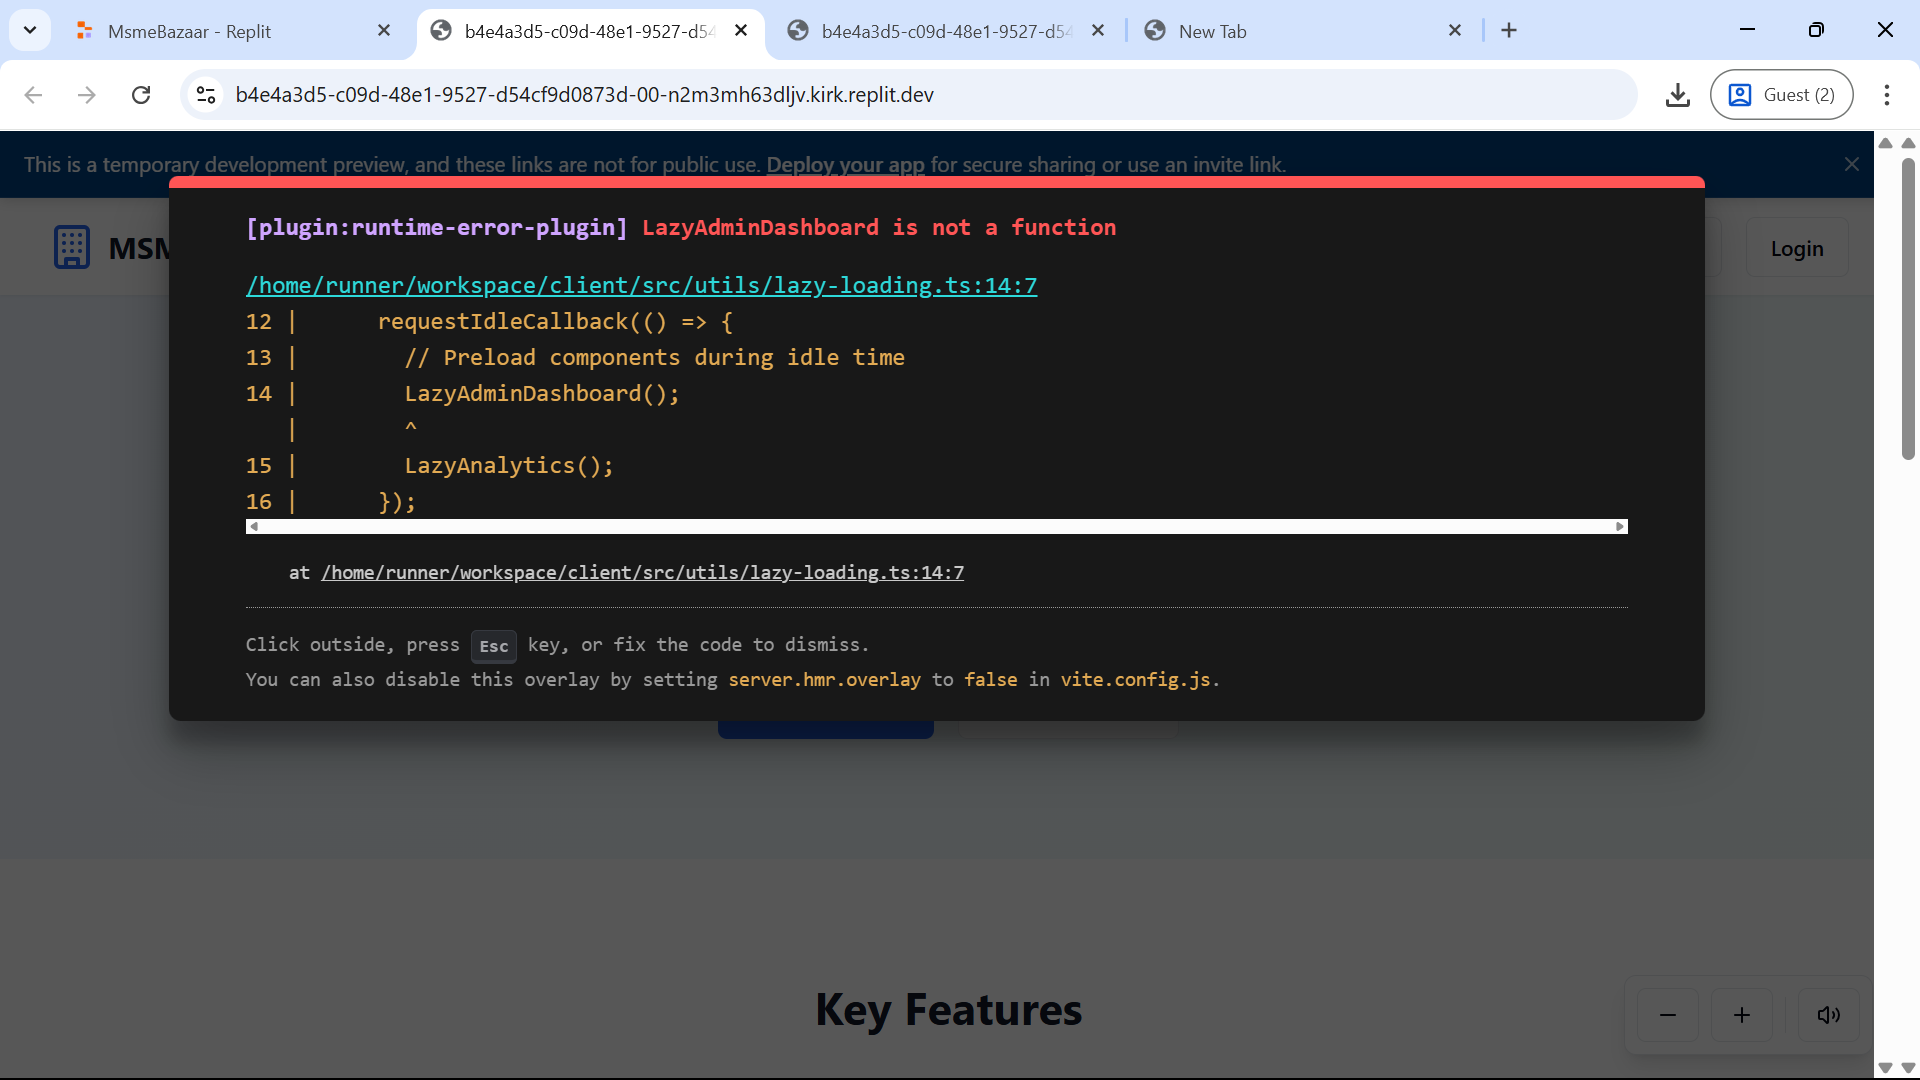 MsmeBazaar - Replit
b4e4a3d5-c09d-48e1-9527-d54
b4e4a3d5-c09d-48e1-9527-d54
New Tab
b4e4a3d5-c09d-48e1-9527-d54cf9d0873d-00-n2m3mh63dljv.kirk.replit.dev
Guest (2)
This is a temporary development preview, and these links are not for public use. Deploy your app for secure sharing or use an invite link.
MSM
Login
[plugin:runtime-error-plugin] LazyAdminDashboard is not a function
/home/runner/workspace/client/src/utils/lazy-loading.ts:14:7
12 | requestIdleCallback(() => {
13 | // Preload components during idle time
14 | LazyAdminDashboard();
| ^
15 | LazyAnalytics();
16 | });
at /home/runner/workspace/client/src/utils/lazy-loading.ts:14:7
Click outside, press Esc key, or fix the code to dismiss.
You can also disable this overlay by setting server.hmr.overlay to false in vite.config.js.
Key Features